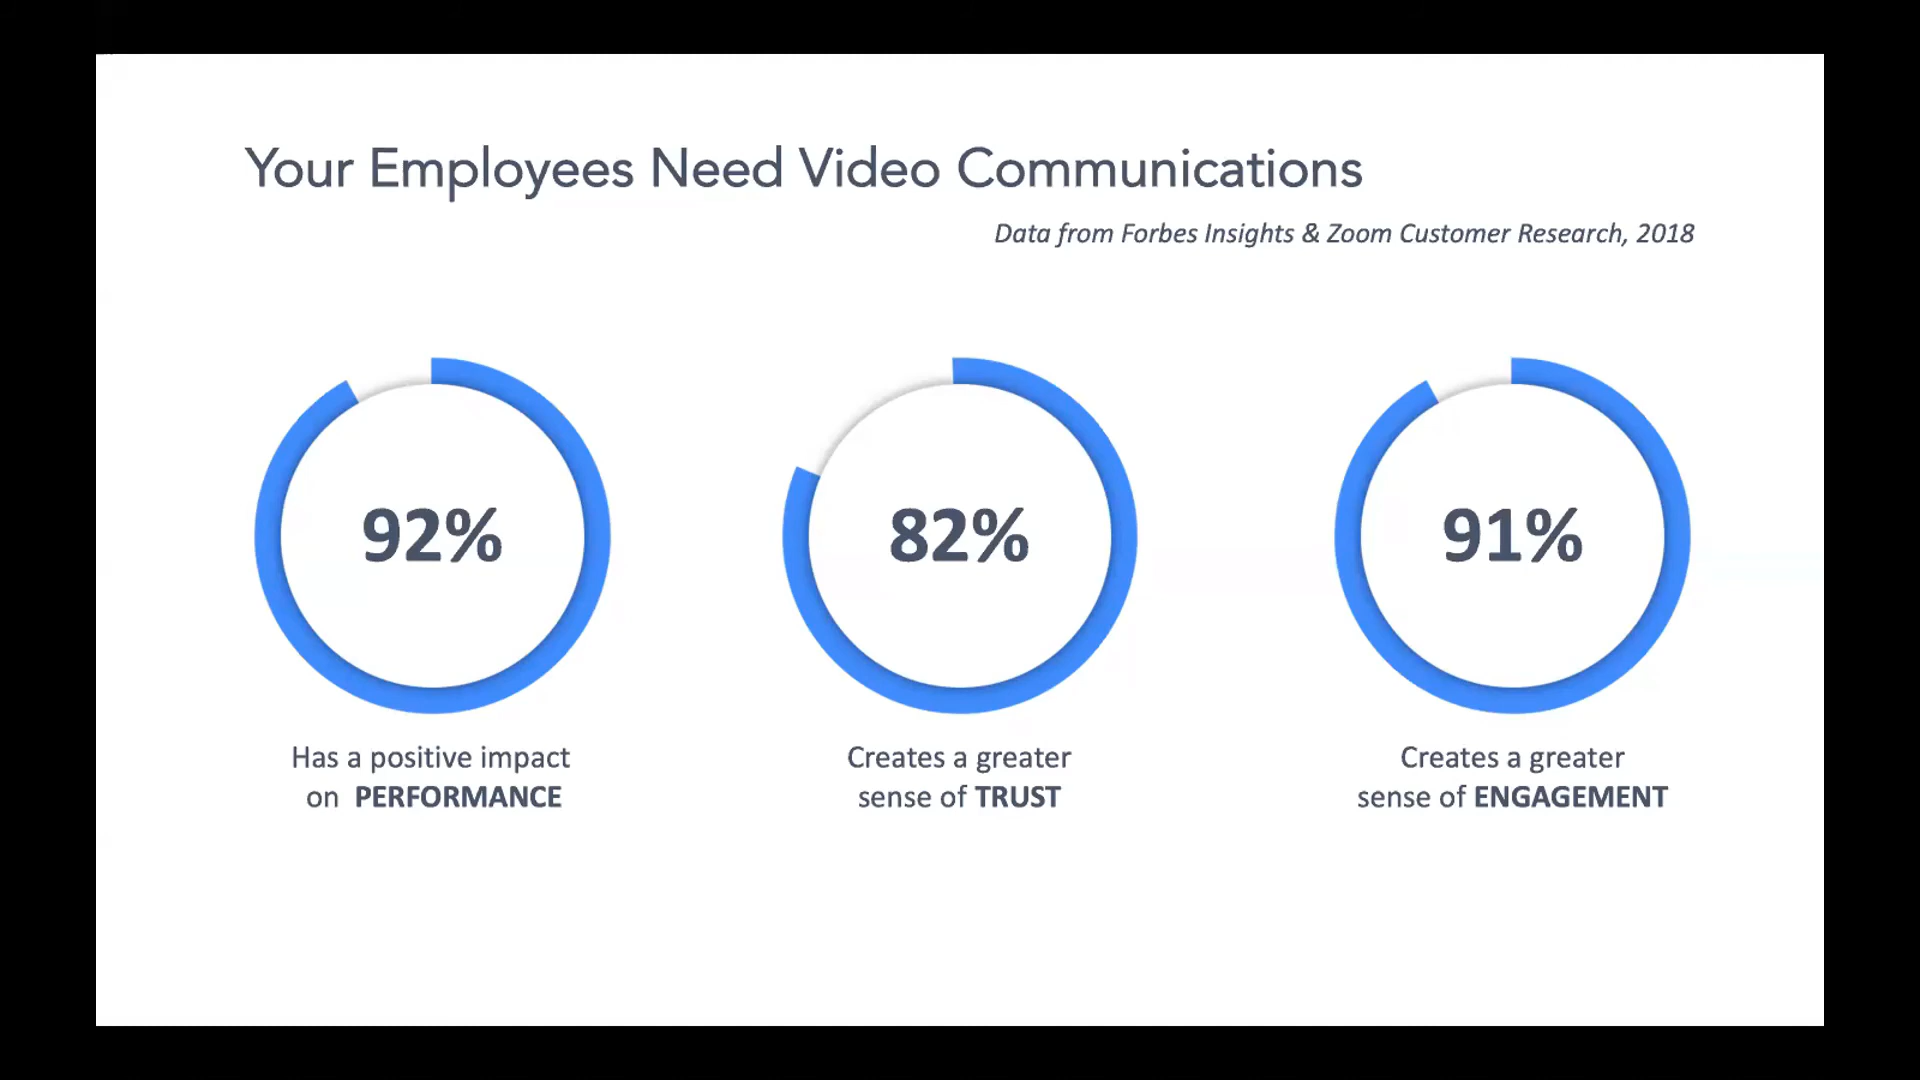 Your Employees Need Video Communications
Data from Forbes Insights & Zoom Customer Research, 2018
92%
82%
91%
Has a positive impact
on PERFORMANCE
Creates a greater
sense of TRUST
Creates a greater
sense of ENGAGEMENT